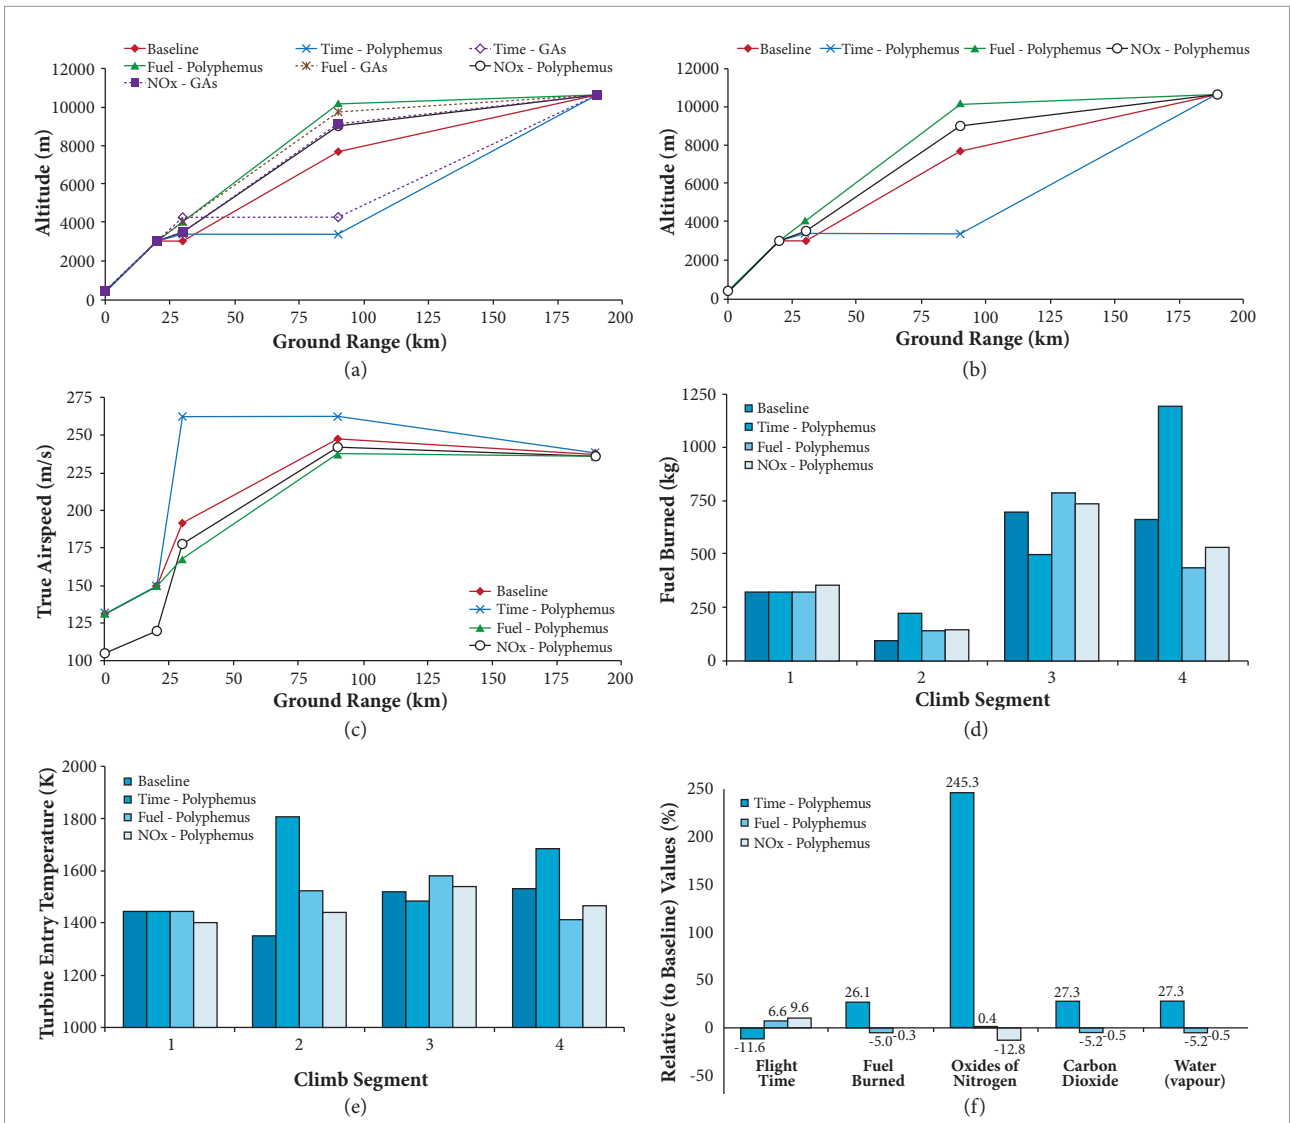 Baseline
Time - Polyphemus
Time - GAs
Fuel - Polyphemus
Fuel - GAs
NOx - Polyphemus
NOx - GAs
12000
10000
8000
6000
4000
2000
0
Altitude (m)
0 25 50 75 100 125 150 175 200
Ground Range (km)
(a)
Baseline
Time - Polyphemus
Fuel - Polyphemus
NOx - Polyphemus
12000
10000
8000
6000
4000
2000
0
Altitude (m)
0 25 50 75 100 125 150 175 200
Ground Range (km)
(b)
275
250
225
200
175
150
125
100
True Airspeed (m/s)
Baseline
Time - Polyphemus
Fuel - Polyphemus
NOx - Polyphemus
0 25 50 75 100 125 150 175 200
Ground Range (km)
(c)
1250
1000
750
500
250
0
Fuel Burned (kg)
Baseline
Time - Polyphemus
Fuel - Polyphemus
NOx - Polyphemus
1 2 3 4
Climb Segment
(d)
2000
1800
1600
1400
1200
1000
Turbine Entry Temperature (K)
Baseline
Time - Polyphemus
Fuel - Polyphemus
NOx - Polyphemus
1 2 3 4
Climb Segment
(e)
250
200
150
100
50
0
-50
Relative (to Baseline) Values (%)
Time - Polyphemus
Fuel - Polyphemus
NOx - Polyphemus
-11.6 6.6 9.6
26.1 -5.0 -0.3
245.3 0.4 -12.8
27.3 -5.2 -0.5
27.3 -5.2 -0.5
Flight
Time
Fuel
Burned
Oxides of
Nitrogen
Carbon
Dioxide
Water
(vapour)
(f)